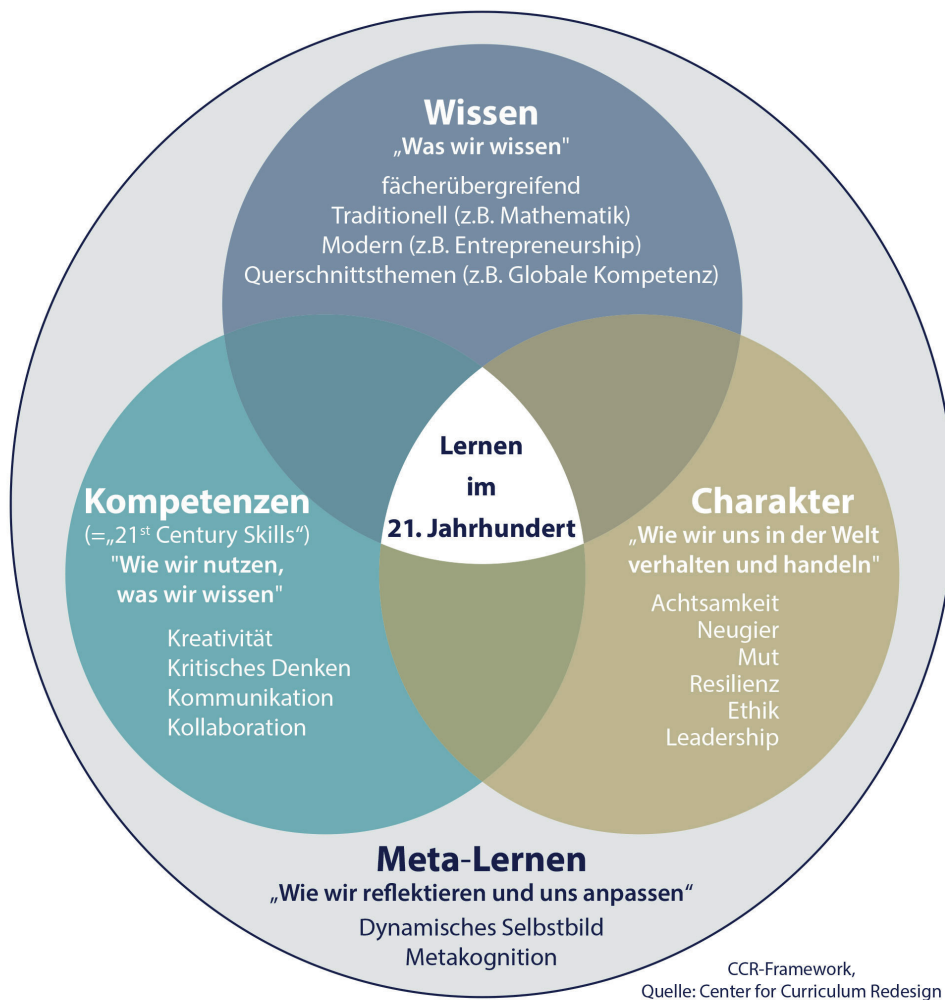 Wissen
„Was wir wissen"
fächerübergreifend
Traditionell (z.B. Mathematik)
Modern (z.B. Entrepreneurship)
Querschnittsthemen (z.B. Globale Kompetenz)
Lernen
im
21. Jahrhundert
Kompetenzen
(=„21st Century Skills“)
"Wie wir nutzen,
was wir wissen"
Kreativität
Kritisches Denken
Kommunikation
Kollaboration
Charakter
„Wie wir uns in der Welt
verhalten und handeln"
Achtsamkeit
Neugier
Mut
Resilienz
Ethik
Leadership
Meta-Lernen
„Wie wir reflektieren und uns anpassen“
Dynamisches Selbstbild
Metakognition
CCR-Framework,
Quelle: Center for Curriculum Redesign